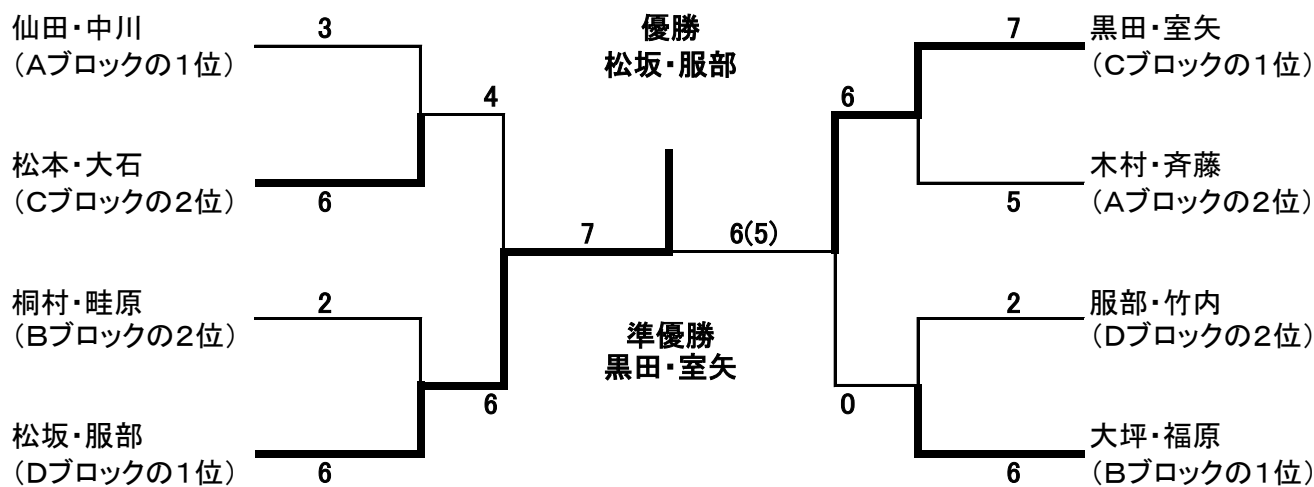 仙田・中川
（Aブロックの1位）
3
松本・大石
（Cブロックの2位）
6
4
桐村・畦原
（Bブロックの2位）
2
松坂・服部
（Dブロックの1位）
6
6
優勝
松坂・服部
7
6(5)
準優勝
黒田・室矢
黒田・室矢
（Cブロックの1位）
7
6
木村・斉藤
（Aブロックの2位）
5
服部・竹内
（Dブロックの2位）
2
0
大坪・福原
（Bブロックの1位）
6